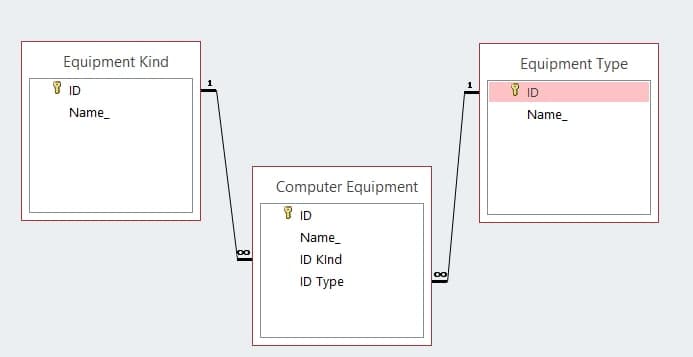 Equipment Kind
ID
Name_
1
Equipment Type
ID
Name_
1
Computer Equipment
ID
Name_
ID KInd
ID Type
∞
∞